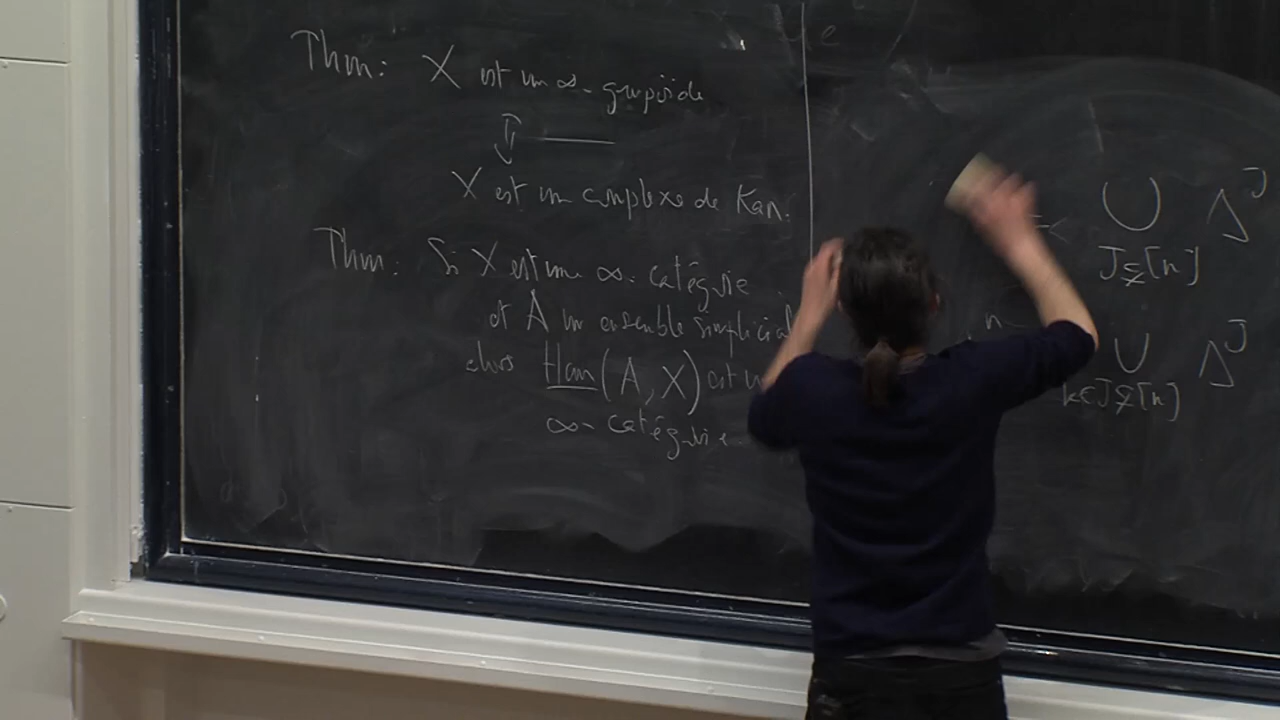 Thm: X est un ∞-groupoïde
⇕
X est un complexe de Kan.
Thm: Si X est une ∞-catégorie
et A un ensemble simplicial
alors Hom(A, X) est u
∞-catégorie
∪ Δ^J
J⊊[n]
n
∪ Δ^J
k∈J⊊[n]